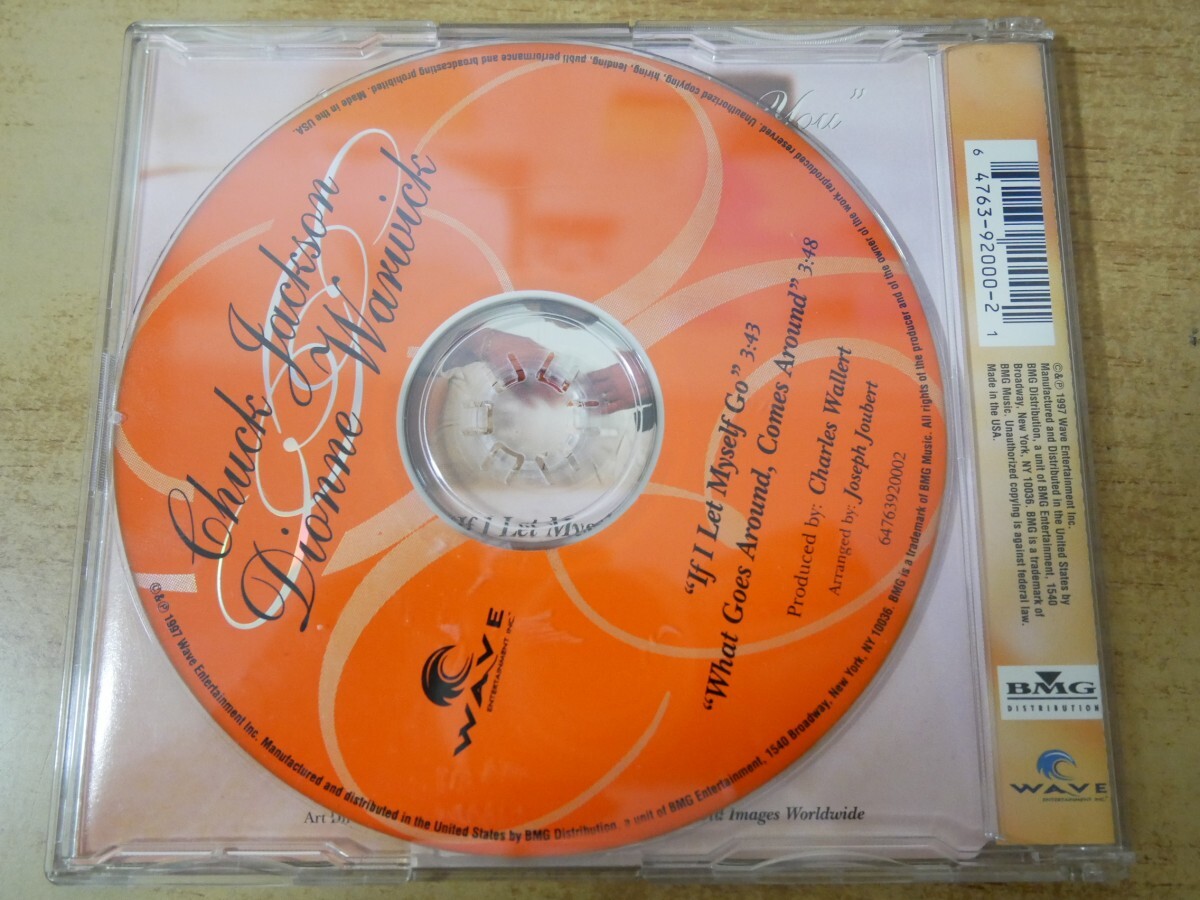 Chuck Jackson
&
Dionne Warwick
"If I Let Myself Go" 3:43
"What Goes Around, Comes Around" 3:48
Produced by: Charles Wallert
Arranged by: Joseph Joubert
64763920002
WAVE
ENTERTAINMENT INC.
©&℗ 1997 Wave Entertainment Inc. Manufactured and distributed in the United States by BMG Distribution, a unit of BMG Entertainment, 1540 Broadway, New York, NY 10036. BMG is a trademark of BMG Music. All rights of the producer and of the owner of the work reproduced reserved. Unauthorized copying, hiring, lending, publi performance and broadcasting prohibited. Made in the USA.
You"
If I Let Mys
Art Di
Images Worldwide
6 4763-92000-2 1
©&℗ 1997 Wave Entertainment Inc.
Manufactured and Distributed in the United States by
BMG Distribution, a unit of BMG Entertainment, 1540
Broadway, New York, NY 10036. BMG is a trademark of
BMG Music. Unauthorized copying is against federal law.
Made in the USA.
BMG
DISTRIBUTION
WAVE
ENTERTAINMENT INC.